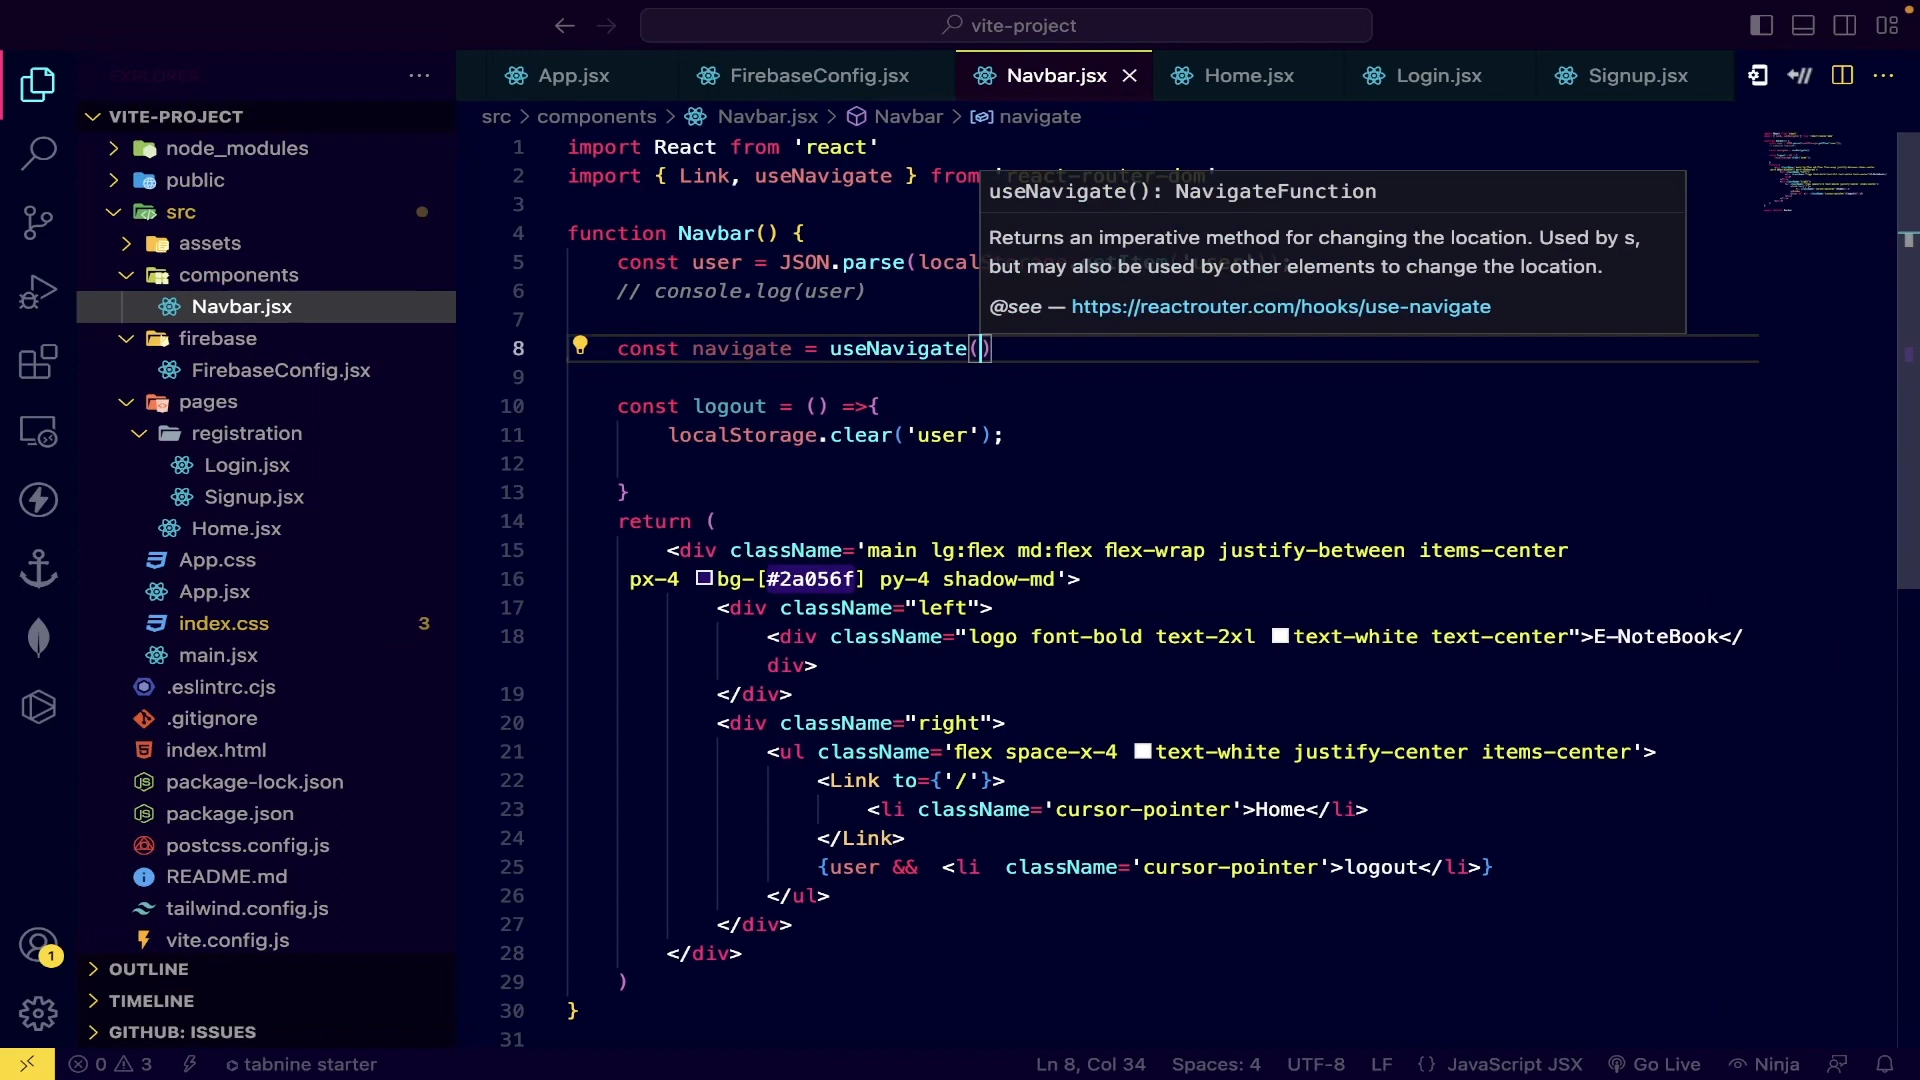 vite-project
EXPLORER
App.jsx
FirebaseConfig.jsx
Navbar.jsx
Home.jsx
Login.jsx
Signup.jsx
src > components > Navbar.jsx > Navbar > navigate
VITE-PROJECT
node_modules
public
src
assets
components
Navbar.jsx
firebase
FirebaseConfig.jsx
pages
registration
Login.jsx
Signup.jsx
Home.jsx
App.css
App.jsx
index.css 3
main.jsx
.eslintrc.cjs
.gitignore
index.html
package-lock.json
package.json
postcss.config.js
README.md
tailwind.config.js
vite.config.js
OUTLINE
TIMELINE
GITHUB: ISSUES
1
1 import React from 'react'
2 import { Link, useNavigate } from 'react-router-dom'
3
4 function Navbar() {
5 const user = JSON.parse(local
6 // console.log(user)
7
8 const navigate = useNavigate()
9
10 const logout = () =>{
11 localStorage.clear('user');
12
13 }
14 return (
15 <div className='main lg:flex md:flex flex-wrap justify-between items-center
16 px-4 bg-[#2a056f] py-4 shadow-md'>
17 <div className="left">
18 <div className="logo font-bold text-2xl text-white text-center">E-NoteBook</
div>
19 </div>
20 <div className="right">
21 <ul className='flex space-x-4 text-white justify-center items-center'>
22 <Link to={'/'}>
23 <li className='cursor-pointer'>Home</li>
24 </Link>
25 {user && <li className='cursor-pointer'>logout</li>}
26 </ul>
27 </div>
28 </div>
29 )
30 }
31
useNavigate(): NavigateFunction
Returns an imperative method for changing the location. Used by s,
but may also be used by other elements to change the location.
@see — https://reactrouter.com/hooks/use-navigate
0 3 tabnine starter
Ln 8, Col 34 Spaces: 4 UTF-8 LF {} JavaScript JSX Go Live Ninja